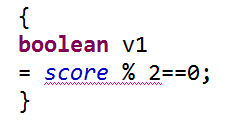 {
boolean v1
= score % 2==0;
}